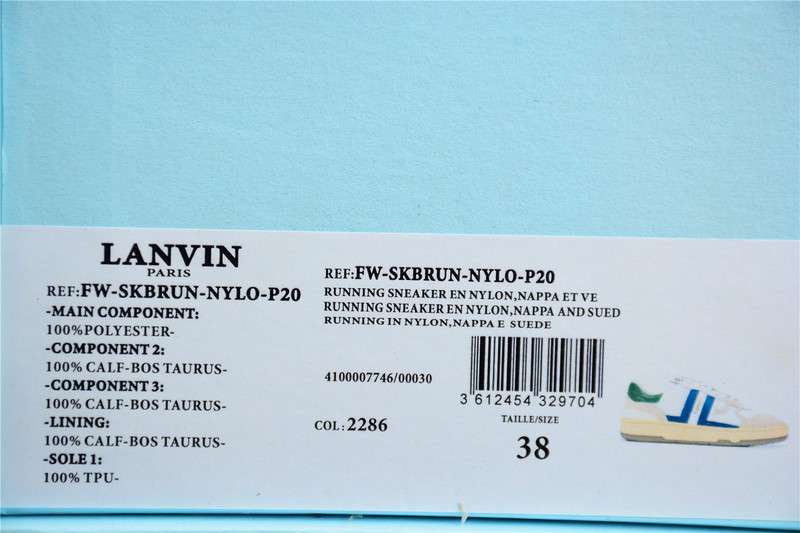 LANVIN
PARIS
REF:FW-SKBRUN-NYLO-P20
-MAIN COMPONENT:
100%POLYESTER-
-COMPONENT 2:
100% CALF-BOS TAURUS-
-COMPONENT 3:
100% CALF-BOS TAURUS-
-LINING:
100% CALF-BOS TAURUS-
-SOLE 1:
100% TPU-
REF:FW-SKBRUN-NYLO-P20
RUNNING SNEAKER EN NYLON,NAPPA ET VE
RUNNING SNEAKER EN NYLON,NAPPA AND SUED
RUNNING IN NYLON,NAPPA E SUEDE
4100007746/00030
3 612454 329704
COL:2286
TAILLE/SIZE
38